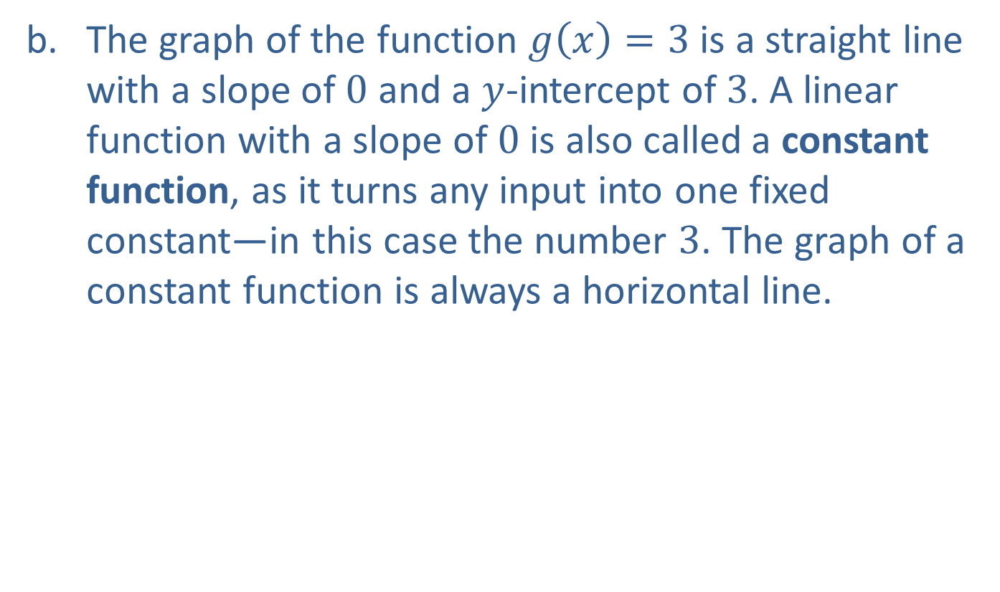 b. The graph of the function g(x) = 3 is a straight line
with a slope of 0 and a y-intercept of 3. A linear
function with a slope of 0 is also called a constant
function, as it turns any input into one fixed
constant—in this case the number 3. The graph of a
constant function is always a horizontal line.